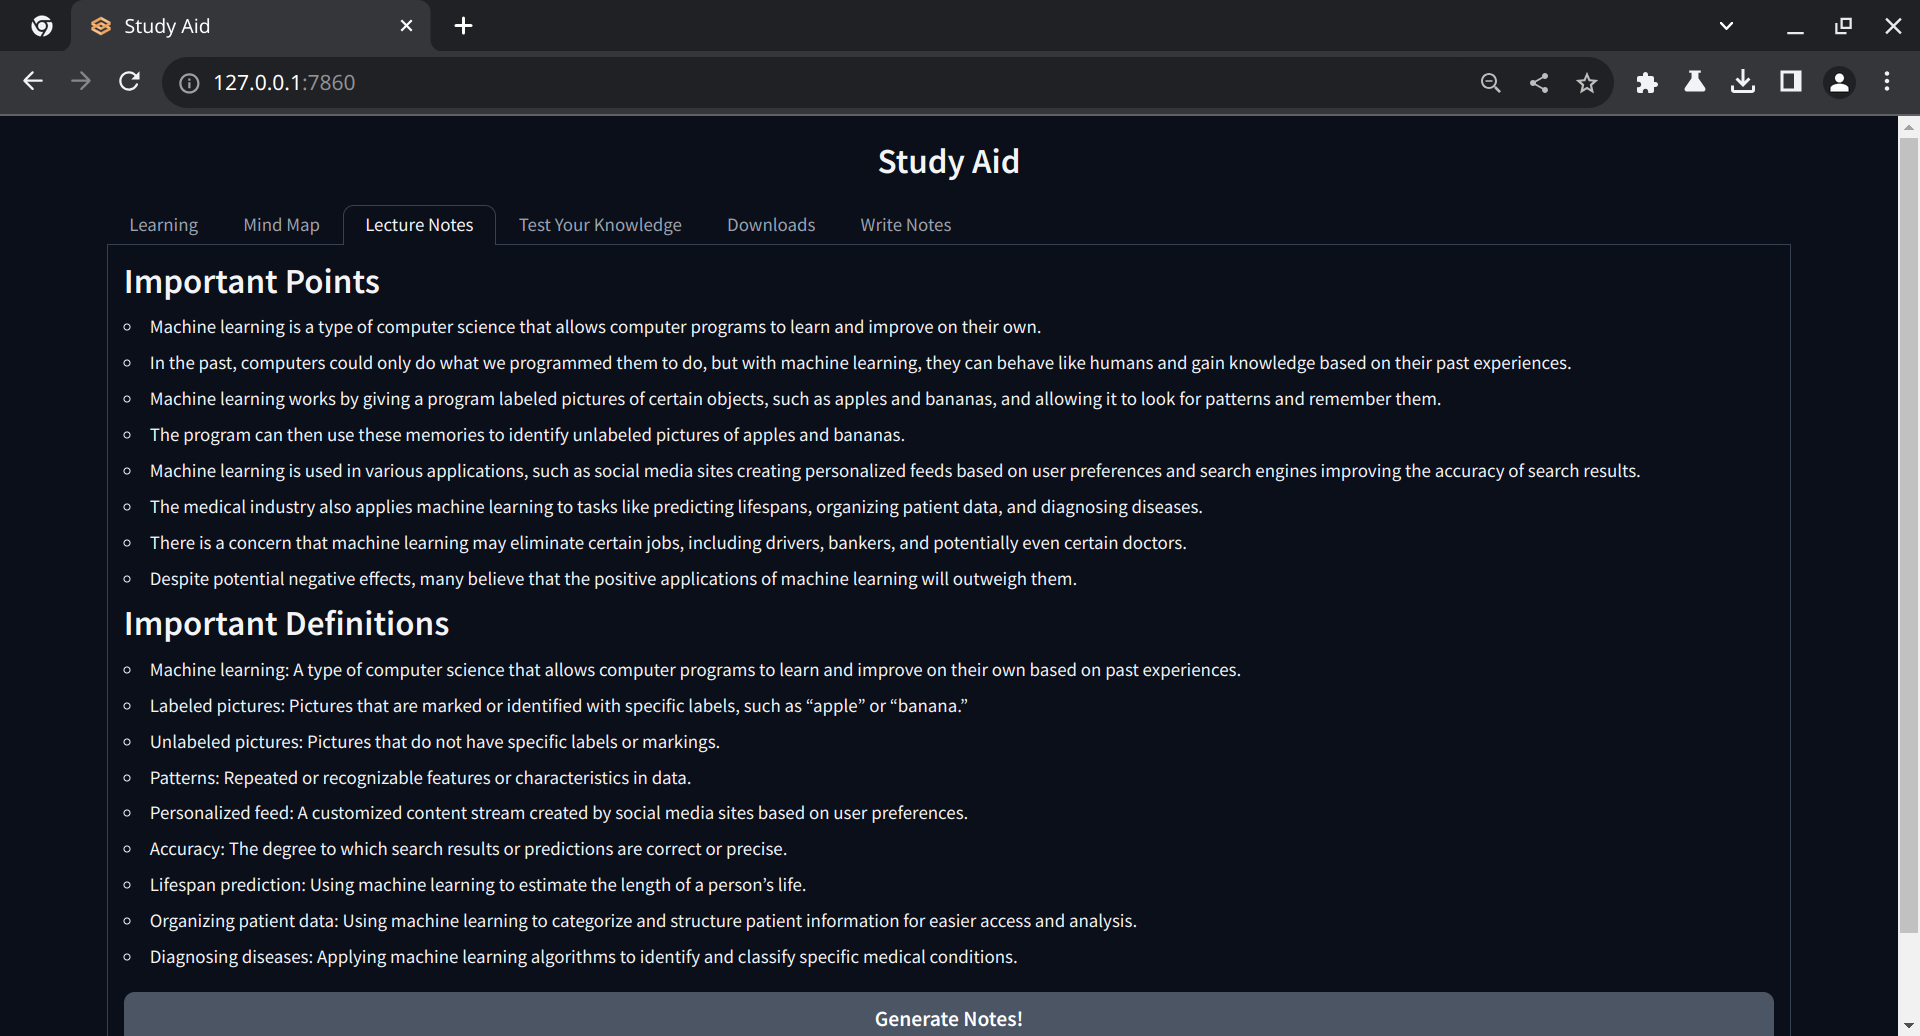 Study Aid
127.0.0.1:7860
Study Aid
Learning
Mind Map
Lecture Notes
Test Your Knowledge
Downloads
Write Notes
Important Points
Machine learning is a type of computer science that allows computer programs to learn and improve on their own.
In the past, computers could only do what we programmed them to do, but with machine learning, they can behave like humans and gain knowledge based on their past experiences.
Machine learning works by giving a program labeled pictures of certain objects, such as apples and bananas, and allowing it to look for patterns and remember them.
The program can then use these memories to identify unlabeled pictures of apples and bananas.
Machine learning is used in various applications, such as social media sites creating personalized feeds based on user preferences and search engines improving the accuracy of search results.
The medical industry also applies machine learning to tasks like predicting lifespans, organizing patient data, and diagnosing diseases.
There is a concern that machine learning may eliminate certain jobs, including drivers, bankers, and potentially even certain doctors.
Despite potential negative effects, many believe that the positive applications of machine learning will outweigh them.
Important Definitions
Machine learning: A type of computer science that allows computer programs to learn and improve on their own based on past experiences.
Labeled pictures: Pictures that are marked or identified with specific labels, such as “apple” or “banana.”
Unlabeled pictures: Pictures that do not have specific labels or markings.
Patterns: Repeated or recognizable features or characteristics in data.
Personalized feed: A customized content stream created by social media sites based on user preferences.
Accuracy: The degree to which search results or predictions are correct or precise.
Lifespan prediction: Using machine learning to estimate the length of a person’s life.
Organizing patient data: Using machine learning to categorize and structure patient information for easier access and analysis.
Diagnosing diseases: Applying machine learning algorithms to identify and classify specific medical conditions.
Generate Notes!